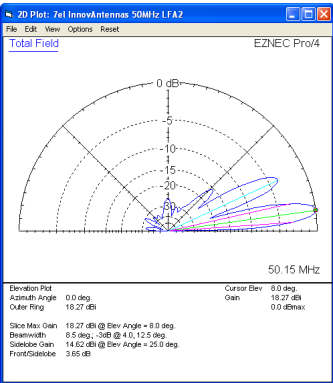 2D Plot: 7el InnovAntennas 50MHz LFA2
File Edit View Options Reset
Total Field EZNEC Pro/4
0 dB
-5
-10
-15
-20
-30
50.15 MHz
Elevation Plot Cursor Elev 8.0 deg.
Azimuth Angle 0.0 deg. Gain 18.27 dBi
Outer Ring 18.27 dBi 0.0 dBmax
Slice Max Gain 18.27 dBi @ Elev Angle = 8.0 deg.
Beamwidth 8.5 deg.; -3dB @ 4.0, 12.5 deg.
Sidelobe Gain 14.62 dBi @ Elev Angle = 25.0 deg.
Front/Sidelobe 3.65 dB